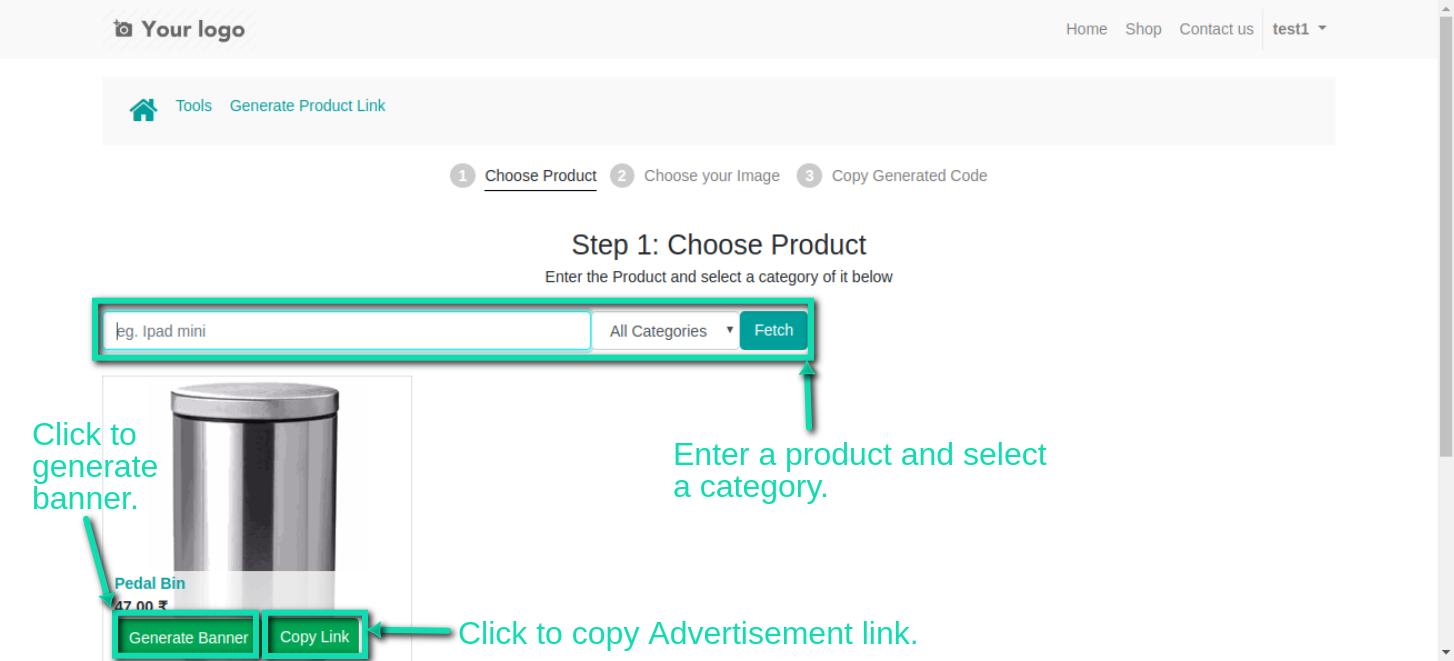 Your logo
Home Shop Contact us test1
Tools Generate Product Link
1 Choose Product 2 Choose your Image 3 Copy Generated Code
Step 1: Choose Product
Enter the Product and select a category of it below
eg. Ipad mini All Categories Fetch
Click to
generate
banner.
Enter a product and select
a category.
Pedal Bin
47.00 ₹
Generate Banner Copy Link
Click to copy Advertisement link.